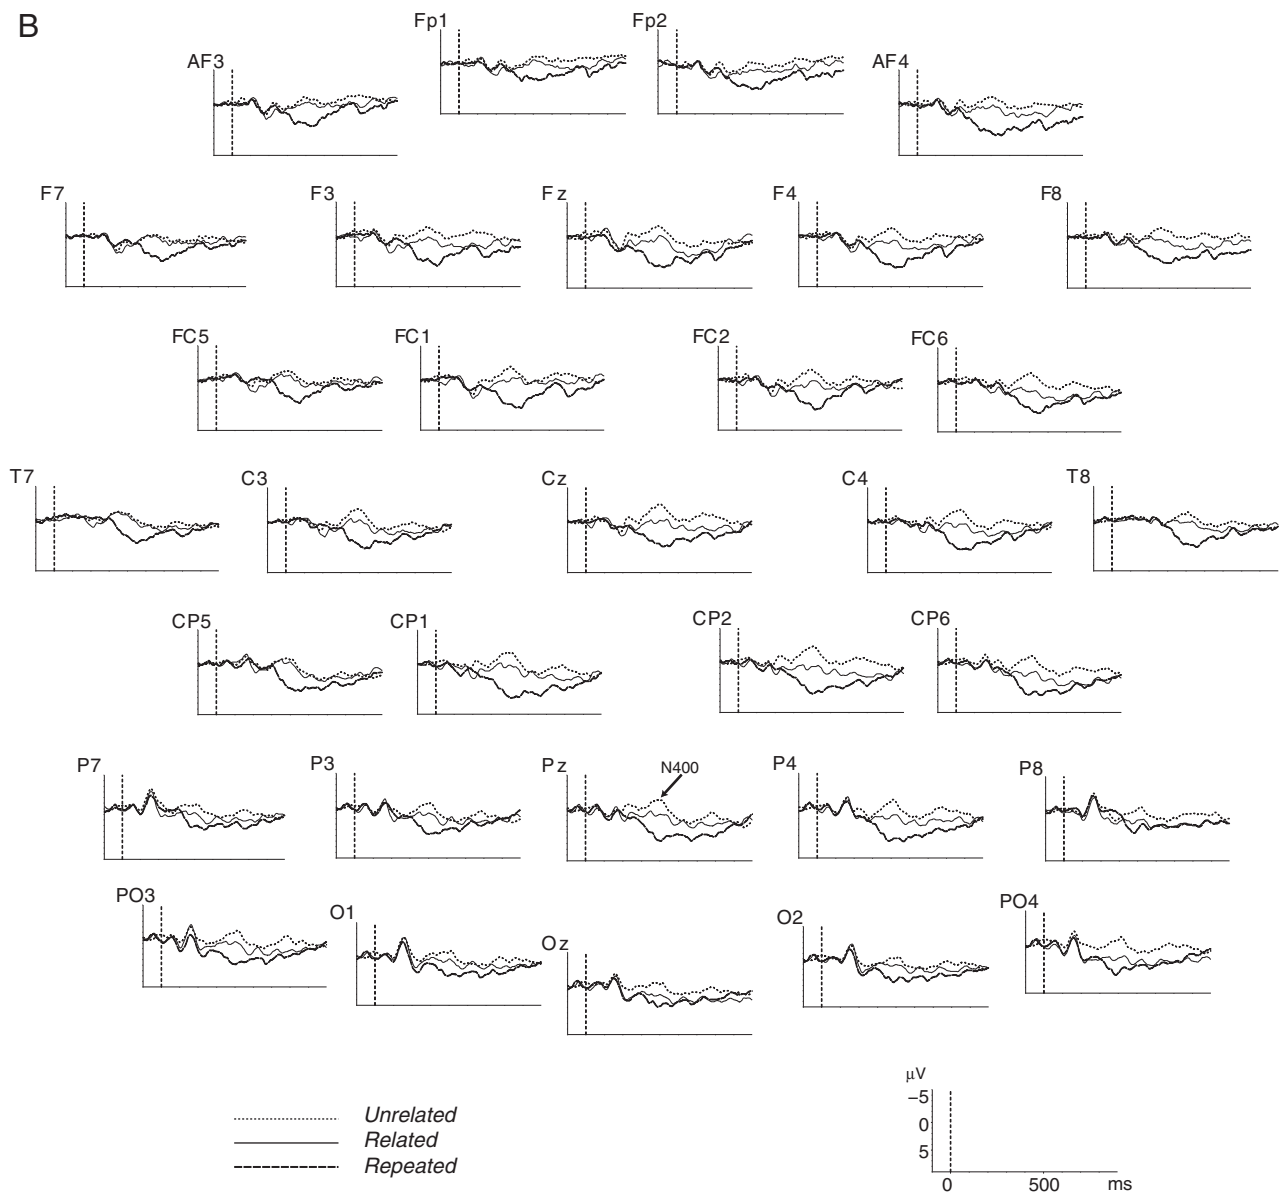 B
Fp1 Fp2
AF3 AF4
F7 F3 Fz F4 F8
FC5 FC1 FC2 FC6
T7 C3 Cz C4 T8
CP5 CP1 CP2 CP6
P7 P3 Pz N400 P4 P8
PO3 O1 Oz O2 PO4
μV
−5
0
5
0 500 ms
Unrelated
Related
Repeated